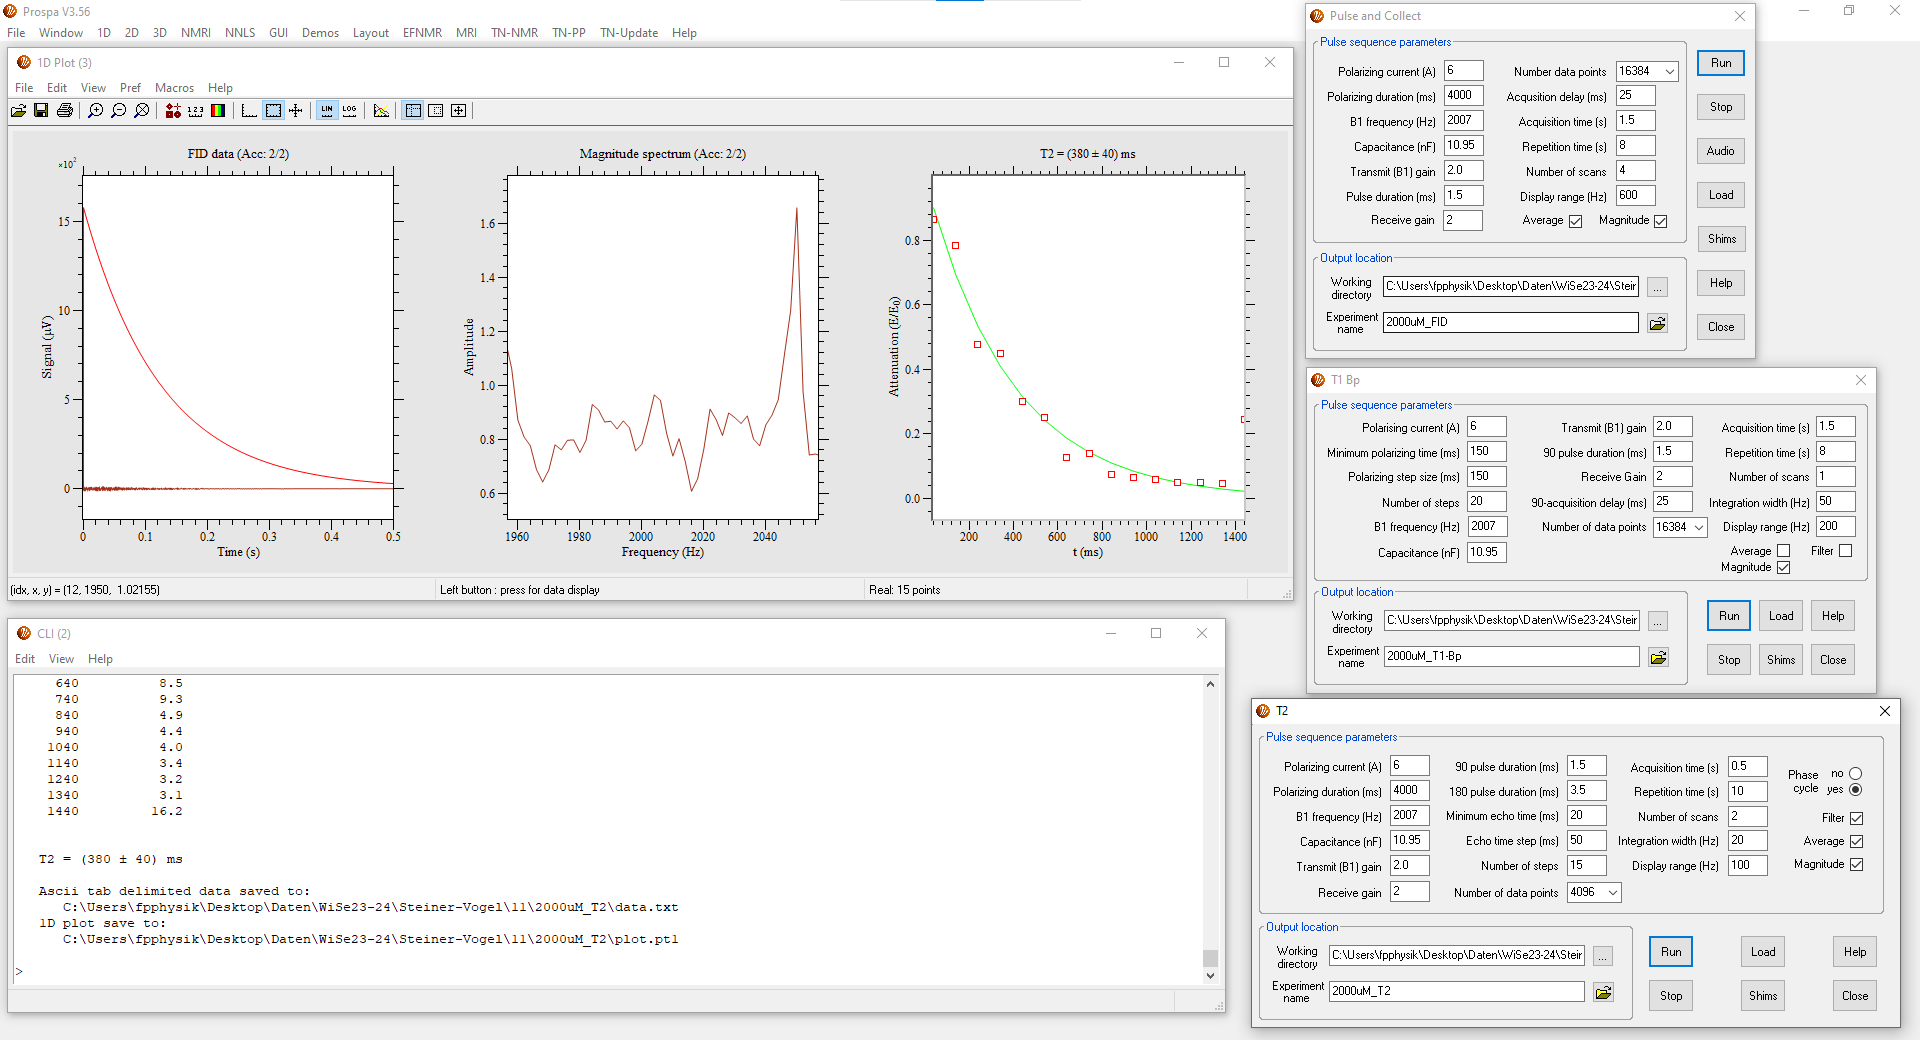 Prospa V3.56
File Window 1D 2D 3D NMRI NNLS GUI Demos Layout EFNMR MRI TN-NMR TN-PP TN-Update Help
1D Plot (3)
File Edit View Pref Macros Help
1 2 3
LIN LOG
FID data (Acc: 2/2)
×10²
15
10
5
0
Signal (µV)
0 0.1 0.2 0.3 0.4 0.5
Time (s)
Magnitude spectrum (Acc: 2/2)
1.6
1.4
1.2
1.0
0.8
0.6
Amplitude
1960 1980 2000 2020 2040
Frequency (Hz)
T2 = (380 ± 40) ms
0.8
0.6
0.4
0.2
0.0
Attenuation (E/E0)
200 400 600 800 1000 1200 1400
t (ms)
(idx, x, y) = (12, 1950, 1.02155)
Left button : press for data display
Real: 15 points
CLI (2)
Edit View Help
640 8.5
740 9.3
840 4.9
940 4.4
1040 4.0
1140 3.4
1240 3.2
1340 3.1
1440 16.2
T2 = (380 ± 40) ms
Ascii tab delimited data saved to:
C:\Users\fpphysik\Desktop\Daten\WiSe23-24\Steiner-Vogel\11\2000uM_T2\data.txt
1D plot save to:
C:\Users\fpphysik\Desktop\Daten\WiSe23-24\Steiner-Vogel\11\2000uM_T2\plot.pt1
>
Pulse and Collect
Pulse sequence parameters
Polarizing current (A) 6 Number data points 16384
Polarizing duration (ms) 4000 Acqusition delay (ms) 25
B1 frequency (Hz) 2007 Acquisition time (s) 1.5
Capacitance (nF) 10.95 Repetition time (s) 8
Transmit (B1) gain 2.0 Number of scans 4
Pulse duration (ms) 1.5 Display range (Hz) 600
Receive gain 2 Average Magnitude
Run
Stop
Audio
Load
Shims
Help
Close
Output location
Working directory C:\Users\fpphysik\Desktop\Daten\WiSe23-24\Steir ...
Experiment name 2000uM_FID
T1 Bp
Pulse sequence parameters
Polarising current (A) 6 Transmit (B1) gain 2.0 Acquisition time (s) 1.5
Minimum polarizing time (ms) 150 90 pulse duration (ms) 1.5 Repetition time (s) 8
Polarizing step size (ms) 150 Receive Gain 2 Number of scans 1
Number of steps 20 90-acquisition delay (ms) 25 Integration width (Hz) 50
B1 frequency (Hz) 2007 Number of data points 16384 Display range (Hz) 200
Capacitance (nF) 10.95 Average Filter
Magnitude
Output location
Working directory C:\Users\fpphysik\Desktop\Daten\WiSe23-24\Steir ...
Experiment name 2000uM_T1-Bp
Run Load Help
Stop Shims Close
T2
Pulse sequence parameters
Polarizing current (A) 6 90 pulse duration (ms) 1.5 Acquisition time (s) 0.5 Phase cycle no
Polarizing duration (ms) 4000 180 pulse duration (ms) 3.5 Repetition time (s) 10 yes
B1 frequency (Hz) 2007 Minimum echo time (ms) 20 Number of scans 2 Filter
Capacitance (nF) 10.95 Echo time step (ms) 50 Integration width (Hz) 20 Average
Transmit (B1) gain 2.0 Number of steps 15 Display range (Hz) 100 Magnitude
Receive gain 2 Number of data points 4096
Output location
Working directory C:\Users\fpphysik\Desktop\Daten\WiSe23-24\Steir ...
Experiment name 2000uM_T2
Run Load Help
Stop Shims Close